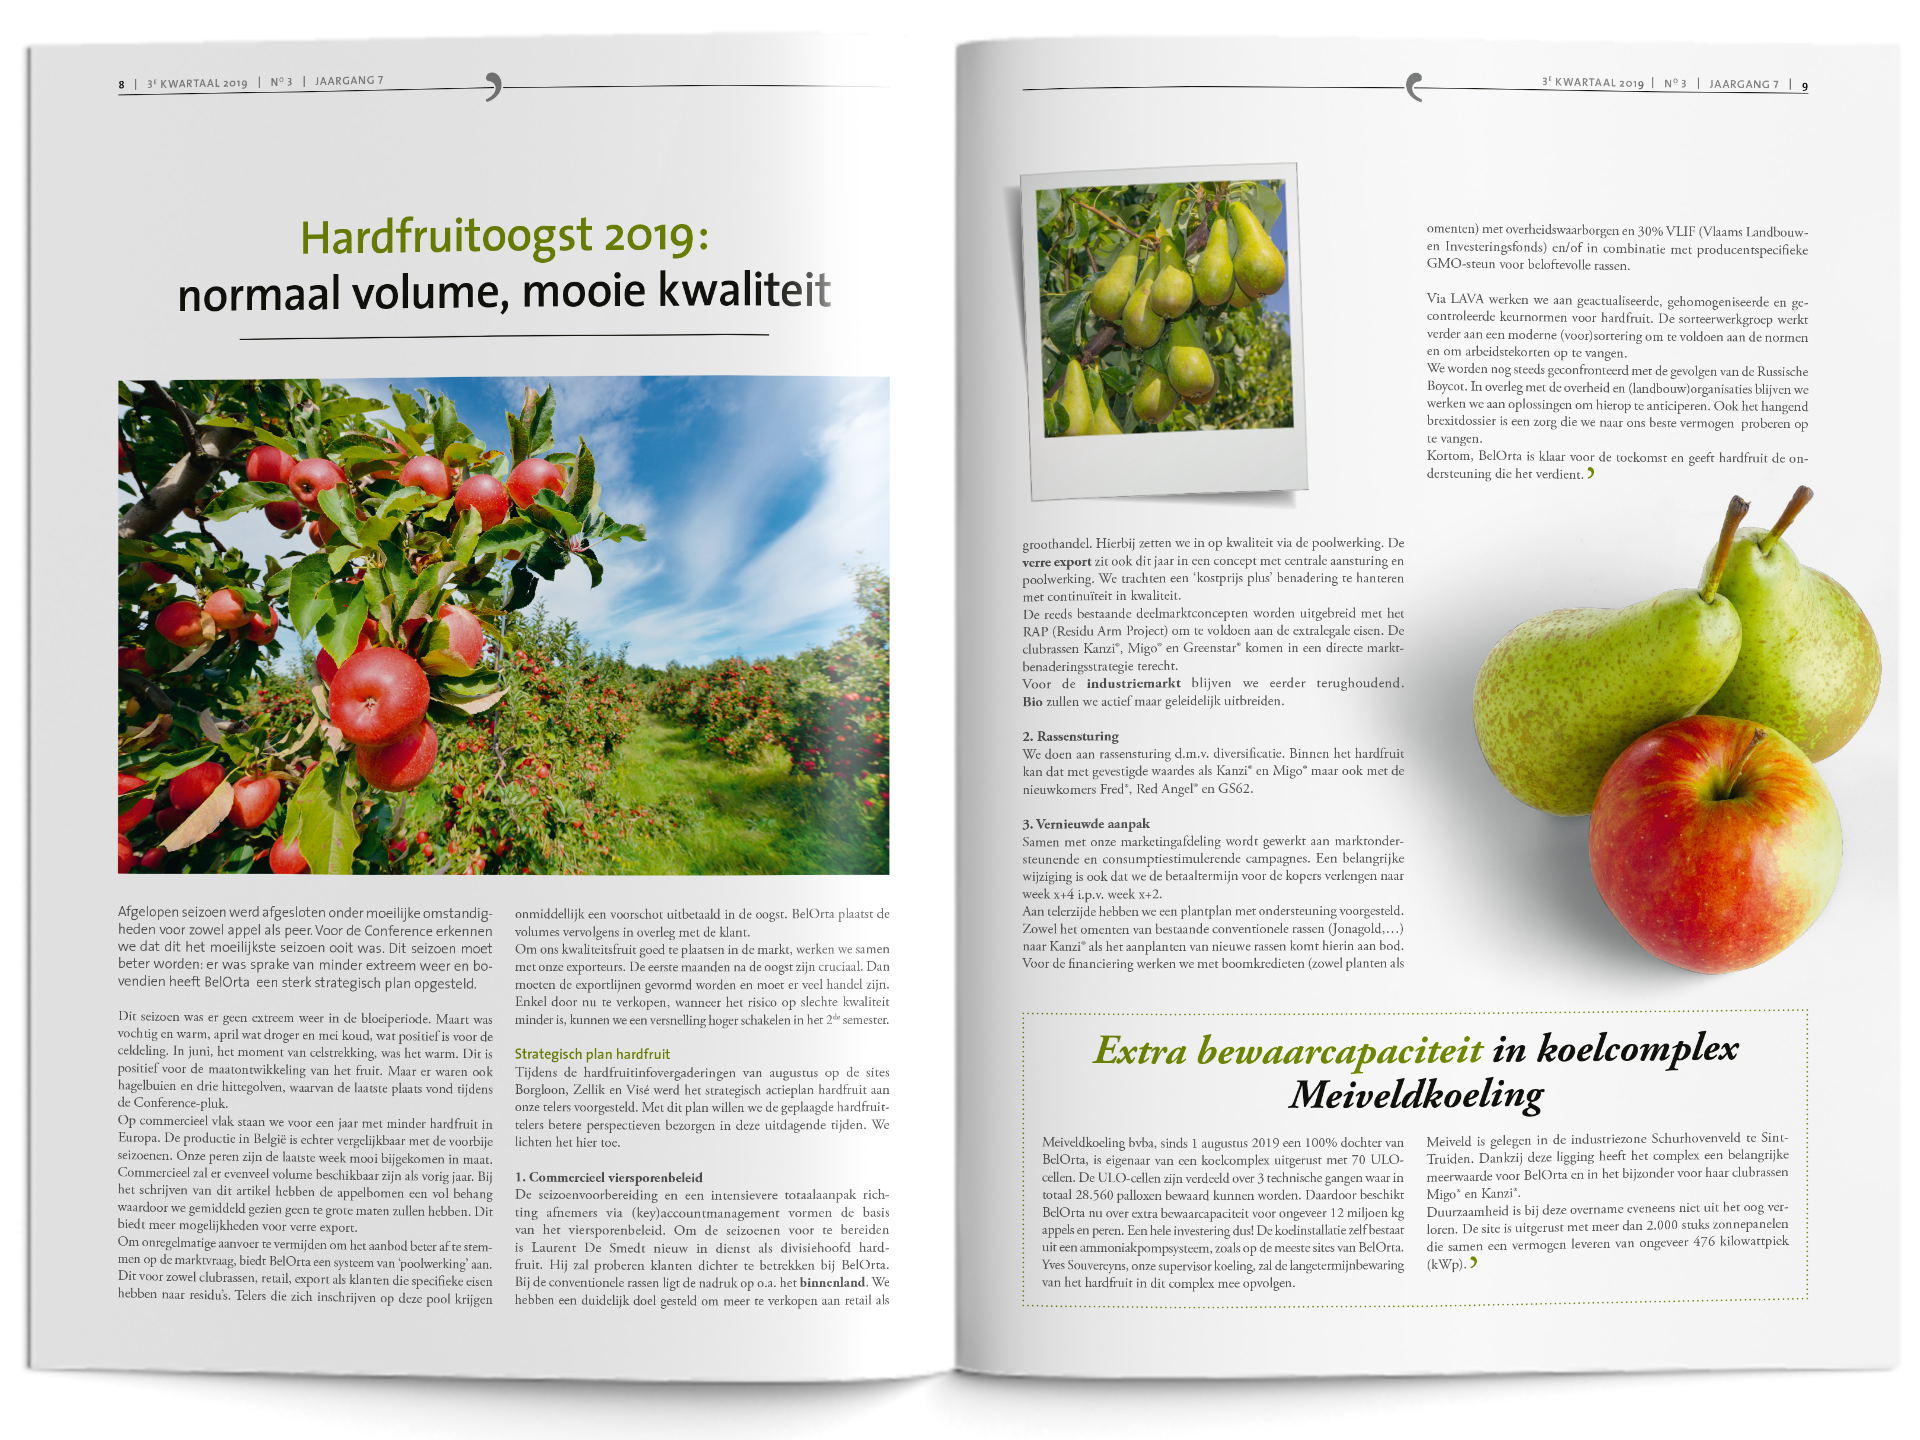 8 | 3E KWARTAAL 2019 | NO 3 | JAARGANG 7
Hardfruitoogst 2019:
normaal volume, mooie kwaliteit
Afgelopen seizoen werd afgesloten onder moeilijke omstandig-
heden voor zowel appel als peer. Voor de Conference erkennen
we dat dit het moeilijkste seizoen ooit was. Dit seizoen moet
beter worden: er was sprake van minder extreem weer en bo-
vendien heeft BelOrta een sterk strategisch plan opgesteld.
Dit seizoen was er geen extreem weer in de bloeiperiode. Maart was
vochtig en warm, april wat droger en mei koud, wat positief is voor de
celdeling. In juni, het moment van celstrekking, was het warm. Dit is
positief voor de maatontwikkeling van het fruit. Maar er waren ook
hagelbuien en drie hittegolven, waarvan de laatste plaats vond tijdens
de Conference-pluk.
Op commercieel vlak staan we voor een jaar met minder hardfruit in
Europa. De productie in België is echter vergelijkbaar met de voorbije
seizoenen. Onze peren zijn de laatste week mooi bijgekomen in maat.
Commercieel zal er evenveel volume beschikbaar zijn als vorig jaar. Bij
het schrijven van dit artikel hebben de appelbomen een vol behang
waardoor we gemiddeld gezien geen te grote maten zullen hebben. Dit
biedt meer mogelijkheden voor verre export.
Om onregelmatige aanvoer te vermijden om het aanbod beter af te stem-
men op de marktvraag, biedt BelOrta een systeem van ‘poolwerking’ aan.
Dit voor zowel clubrassen, retail, export als klanten die specifieke eisen
hebben naar residu's. Telers die zich inschrijven op deze pool krijgen
onmiddellijk een voorschot uitbetaald in de oogst. BelOrta plaatst de
volumes vervolgens in overleg met de klant.
Om ons kwaliteitsfruit goed te plaatsen in de markt, werken we samen
met onze exporteurs. De eerste maanden na de oogst zijn cruciaal. Dan
moeten de exportlijnen gevormd worden en moet er veel handel zijn.
Enkel door nu te verkopen, wanneer het risico op slechte kwaliteit
minder is, kunnen we een versnelling hoger schakelen in het 2de semester.
Strategisch plan hardfruit
Tijdens de hardfruitinfovergaderingen van augustus op de sites
Borgloon, Zellik en Visé werd het strategisch actieplan hardfruit aan
onze telers voorgesteld. Met dit plan willen we de geplaagde hardfruit-
telers betere perspectieven bezorgen in deze uitdagende tijden. We
lichten het hier toe.
1. Commercieel viersporenbeleid
De seizoenvoorbereiding en een intensievere totaalaanpak rich-
ting afnemers via (key)accountmanagement vormen de basis
van het viersporenbeleid. Om de seizoenen voor te bereiden
is Laurent De Smedt nieuw in dienst als divisiehoofd hard-
fruit. Hij zal proberen klanten dichter te betrekken bij BelOrta.
Bij de conventionele rassen ligt de nadruk op o.a. het binnenland. We
hebben een duidelijk doel gesteld om meer te verkopen aan retail als
3E KWARTAAL 2019 | NO 3 | JAARGANG 7 | 9
groothandel. Hierbij zetten we in op kwaliteit via de poolwerking. De
verre export zit ook dit jaar in een concept met centrale aansturing en
poolwerking. We trachten een ‘kostprijs plus’ benadering te hanteren
met continuïteit in kwaliteit.
De reeds bestaande deelmarktconcepten worden uitgebreid met het
RAP (Residu Arm Project) om te voldoen aan de extralegale eisen. De
clubrassen Kanzi®, Migo® en Greenstar® komen in een directe markt-
benaderingsstrategie terecht.
Voor de industriemarkt blijven we eerder terughoudend.
Bio zullen we actief maar geleidelijk uitbreiden.
2. Rassensturing
We doen aan rassensturing d.m.v. diversificatie. Binnen het hardfruit
kan dat met gevestigde waardes als Kanzi® en Migo® maar ook met de
nieuwkomers Fred®, Red Angel® en GS62.
3. Vernieuwde aanpak
Samen met onze marketingafdeling wordt gewerkt aan marktonder-
steunende en consumptiestimulerende campagnes. Een belangrijke
wijziging is ook dat we de betaaltermijn voor de kopers verlengen naar
week x+4 i.p.v. week x+2.
Aan telerzijde hebben we een plantplan met ondersteuning voorgesteld.
Zowel het omenten van bestaande conventionele rassen (Jonagold,…)
naar Kanzi® als het aanplanten van nieuwe rassen komt hierin aan bod.
Voor de financiering werken we met boomkredieten (zowel planten als
omenten) met overheidswaarborgen en 30% VLIF (Vlaams Landbouw-
en Investeringsfonds) en/of in combinatie met producentspecifieke
GMO-steun voor beloftevolle rassen.
Via LAVA werken we aan geactualiseerde, gehomogeniseerde en ge-
controleerde keurnormen voor hardfruit. De sorteerwerkgroep werkt
verder aan een moderne (voor)sortering om te voldoen aan de normen
en om arbeidstekorten op te vangen.
We worden nog steeds geconfronteerd met de gevolgen van de Russische
Boycot. In overleg met de overheid en (landbouw)organisaties blijven we
werken we aan oplossingen om hierop te anticiperen. Ook het hangend
brexitdossier is een zorg die we naar ons beste vermogen proberen op
te vangen.
Kortom, BelOrta is klaar voor de toekomst en geeft hardfruit de on-
dersteuning die het verdient.
Extra bewaarcapaciteit in koelcomplex
Meiveldkoeling
Meiveldkoeling bvba, sinds 1 augustus 2019 een 100% dochter van
BelOrta, is eigenaar van een koelcomplex uitgerust met 70 ULO-
cellen. De ULO-cellen zijn verdeeld over 3 technische gangen waar in
totaal 28.560 palloxen bewaard kunnen worden. Daardoor beschikt
BelOrta nu over extra bewaarcapaciteit voor ongeveer 12 miljoen kg
appels en peren. Een hele investering dus! De koelinstallatie zelf bestaat
uit een ammoniakpompsysteem, zoals op de meeste sites van BelOrta.
Yves Souvereyns, onze supervisor koeling, zal de langetermijnbewaring
van het hardfruit in dit complex mee opvolgen.
Meiveld is gelegen in de industriezone Schurhovenveld te Sint-
Truiden. Dankzij deze ligging heeft het complex een belangrijke
meerwaarde voor BelOrta en in het bijzonder voor haar clubrassen
Migo® en Kanzi®.
Duurzaamheid is bij deze overname eveneens niet uit het oog ver-
loren. De site is uitgerust met meer dan 2.000 stuks zonnepanelen
die samen een vermogen leveren van ongeveer 476 kilowattpiek
(kWp).